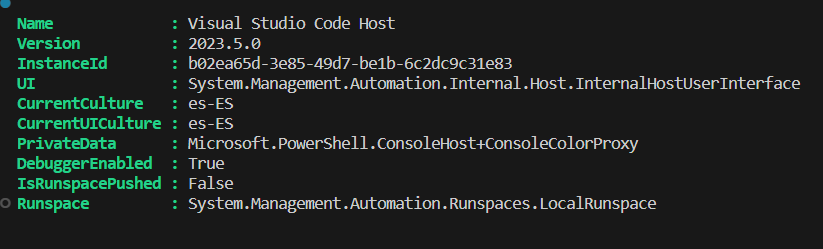 Name             : Visual Studio Code Host
Version          : 2023.5.0
InstanceId       : b02ea65d-3e85-49d7-be1b-6c2dc9c31e83
UI               : System.Management.Automation.Internal.Host.InternalHostUserInterface
CurrentCulture   : es-ES
CurrentUICulture : es-ES
PrivateData      : Microsoft.PowerShell.ConsoleHost+ConsoleColorProxy
DebuggerEnabled  : True
IsRunspacePushed : False
Runspace         : System.Management.Automation.Runspaces.LocalRunspace